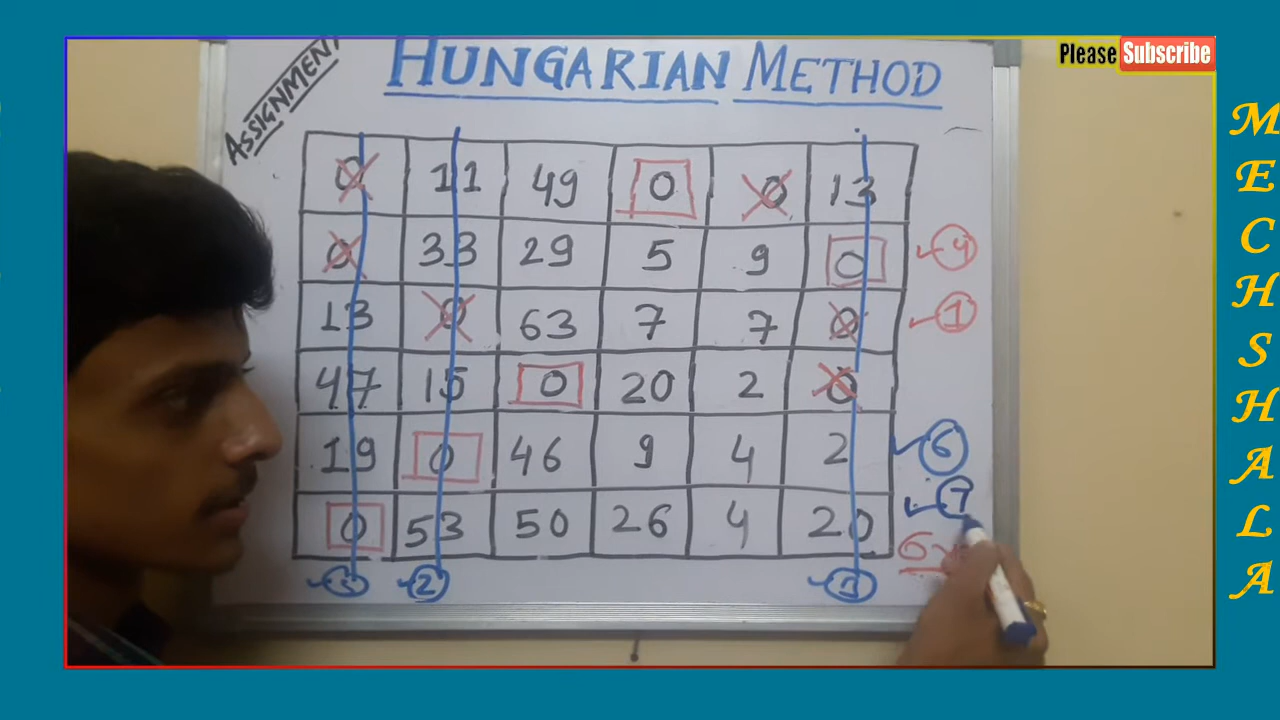 Please Subscribe
ASSIGNMENT
HUNGARIAN METHOD
0 11 49 0 0 13
0 33 29 5 9 0 4
13 0 63 7 7 0 1
47 15 0 20 2 0
19 0 46 9 4 2 6
0 53 50 26 4 20 7
3 2
MECHSHALA